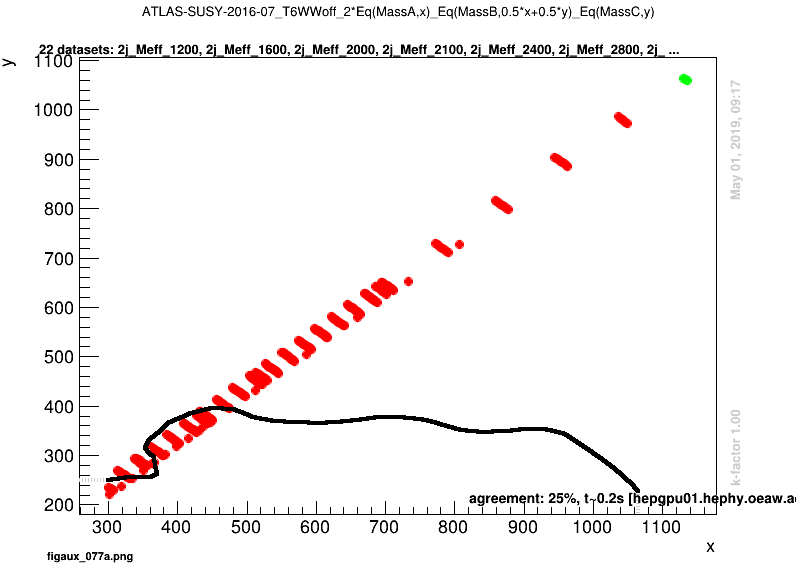 ATLAS-SUSY-2016-07_T6WWoff_2*Eq(MassA,x)_Eq(MassB,0.5*x+0.5*y)_Eq(MassC,y)
22 datasets: 2j_Meff_1200, 2j_Meff_1600, 2j_Meff_2000, 2j_Meff_2100, 2j_Meff_2400, 2j_Meff_2800, 2j_ ...
y
1100
1000
900
800
700
600
500
400
300
200
May 01, 2019, 09:17
k-factor 1.00
agreement: 25%, t~0.2s [hepgpu01.hephy.oeaw.a
300 400 500 600 700 800 900 1000 1100
x
figaux_077a.png